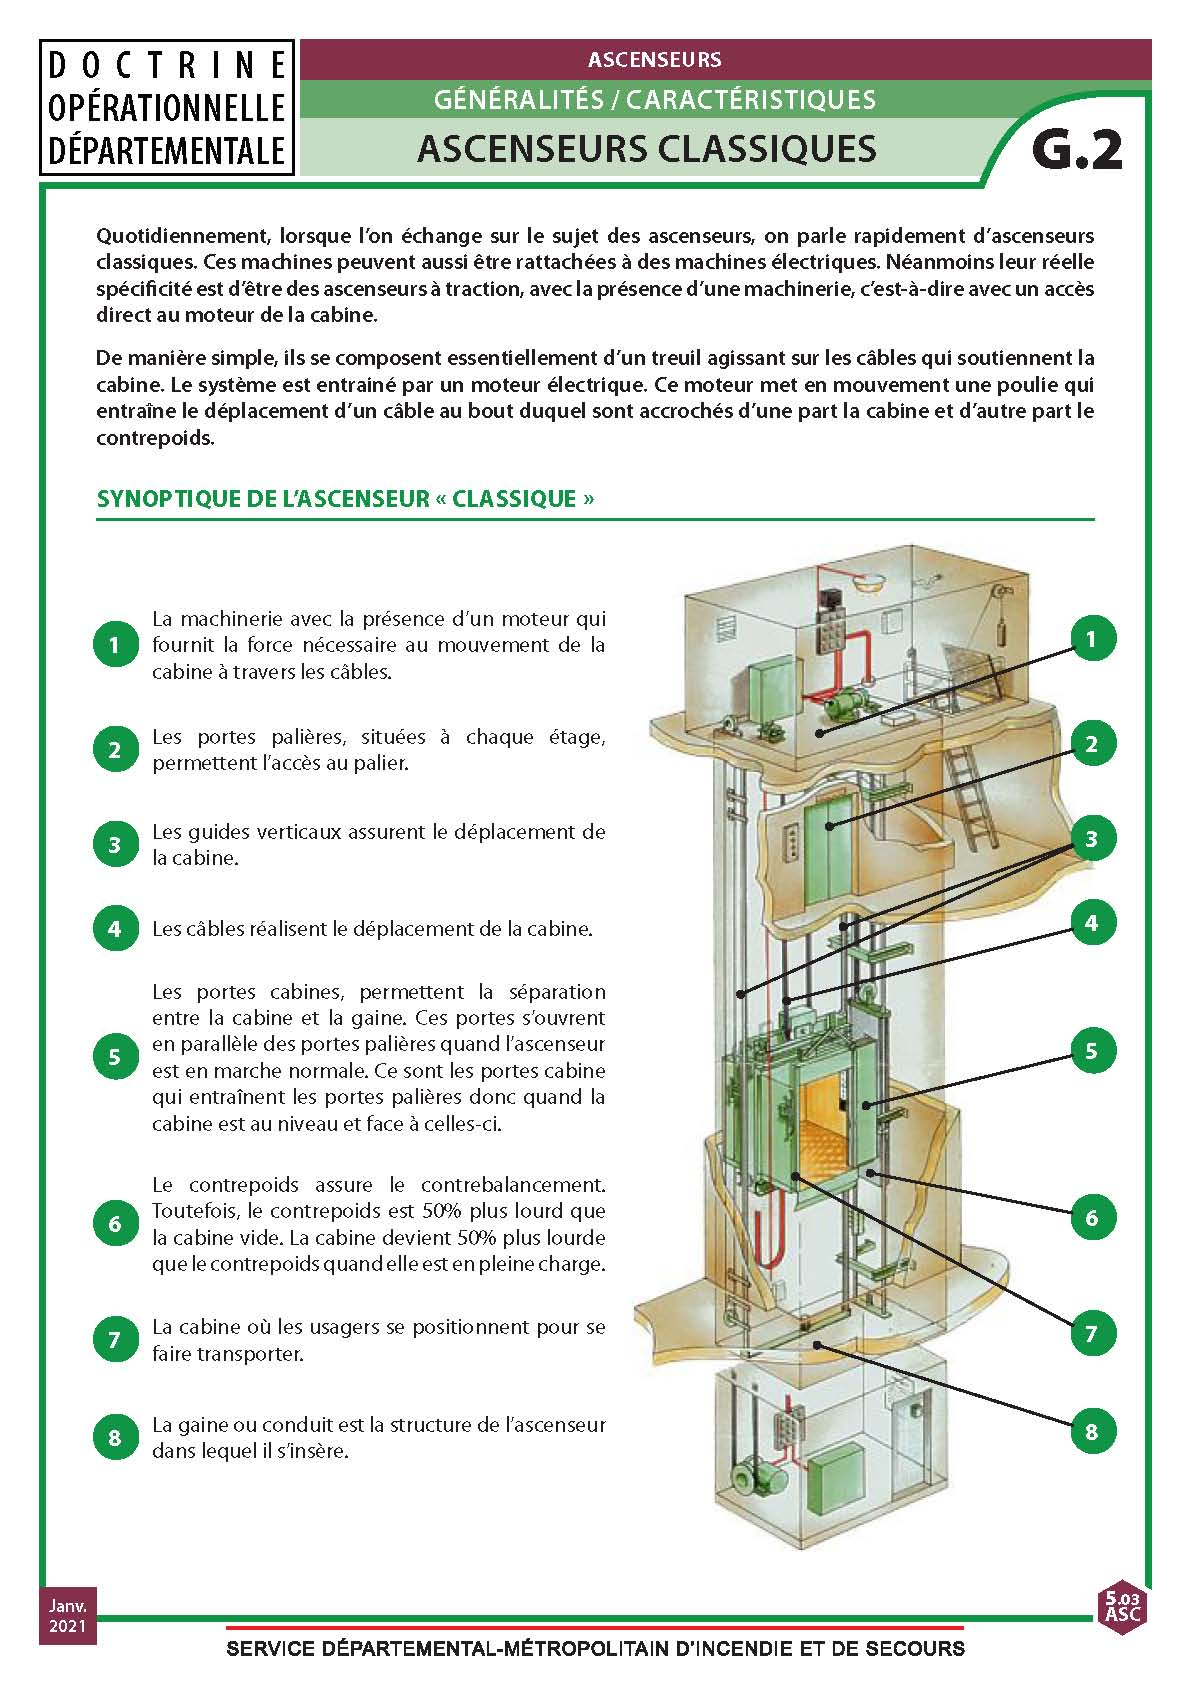 DOCTRINE
OPÉRATIONNELLE
DÉPARTEMENTALE
ASCENSEURS
GÉNÉRALITÉS / CARACTÉRISTIQUES
ASCENSEURS CLASSIQUES
G.2
Quotidiennement, lorsque l’on échange sur le sujet des ascenseurs, on parle rapidement d’ascenseurs
classiques. Ces machines peuvent aussi être rattachées à des machines électriques. Néanmoins leur réelle
spécificité est d’être des ascenseurs à traction, avec la présence d’une machinerie, c’est-à-dire avec un accès
direct au moteur de la cabine.
De manière simple, ils se composent essentiellement d’un treuil agissant sur les câbles qui soutiennent la
cabine. Le système est entrainé par un moteur électrique. Ce moteur met en mouvement une poulie qui
entraîne le déplacement d’un câble au bout duquel sont accrochés d’une part la cabine et d’autre part le
contrepoids.
SYNOPTIQUE DE L’ASCENSEUR « CLASSIQUE »
1
La machinerie avec la présence d’un moteur qui
fournit la force nécessaire au mouvement de la
cabine à travers les câbles.
2
Les portes palières, situées à chaque étage,
permettent l’accès au palier.
3
Les guides verticaux assurent le déplacement de
la cabine.
4
Les câbles réalisent le déplacement de la cabine.
5
Les portes cabines, permettent la séparation
entre la cabine et la gaine. Ces portes s’ouvrent
en parallèle des portes palières quand l’ascenseur
est en marche normale. Ce sont les portes cabine
qui entraînent les portes palières donc quand la
cabine est au niveau et face à celles-ci.
6
Le contrepoids assure le contrebalancement.
Toutefois, le contrepoids est 50% plus lourd que
la cabine vide. La cabine devient 50% plus lourde
que le contrepoids quand elle est en pleine charge.
7
La cabine où les usagers se positionnent pour se
faire transporter.
8
La gaine ou conduit est la structure de l’ascenseur
dans lequel il s’insère.
1
2
3
4
5
6
7
8
Janv.
2021
5.03
ASC
SERVICE DÉPARTEMENTAL-MÉTROPOLITAIN D’INCENDIE ET DE SECOURS